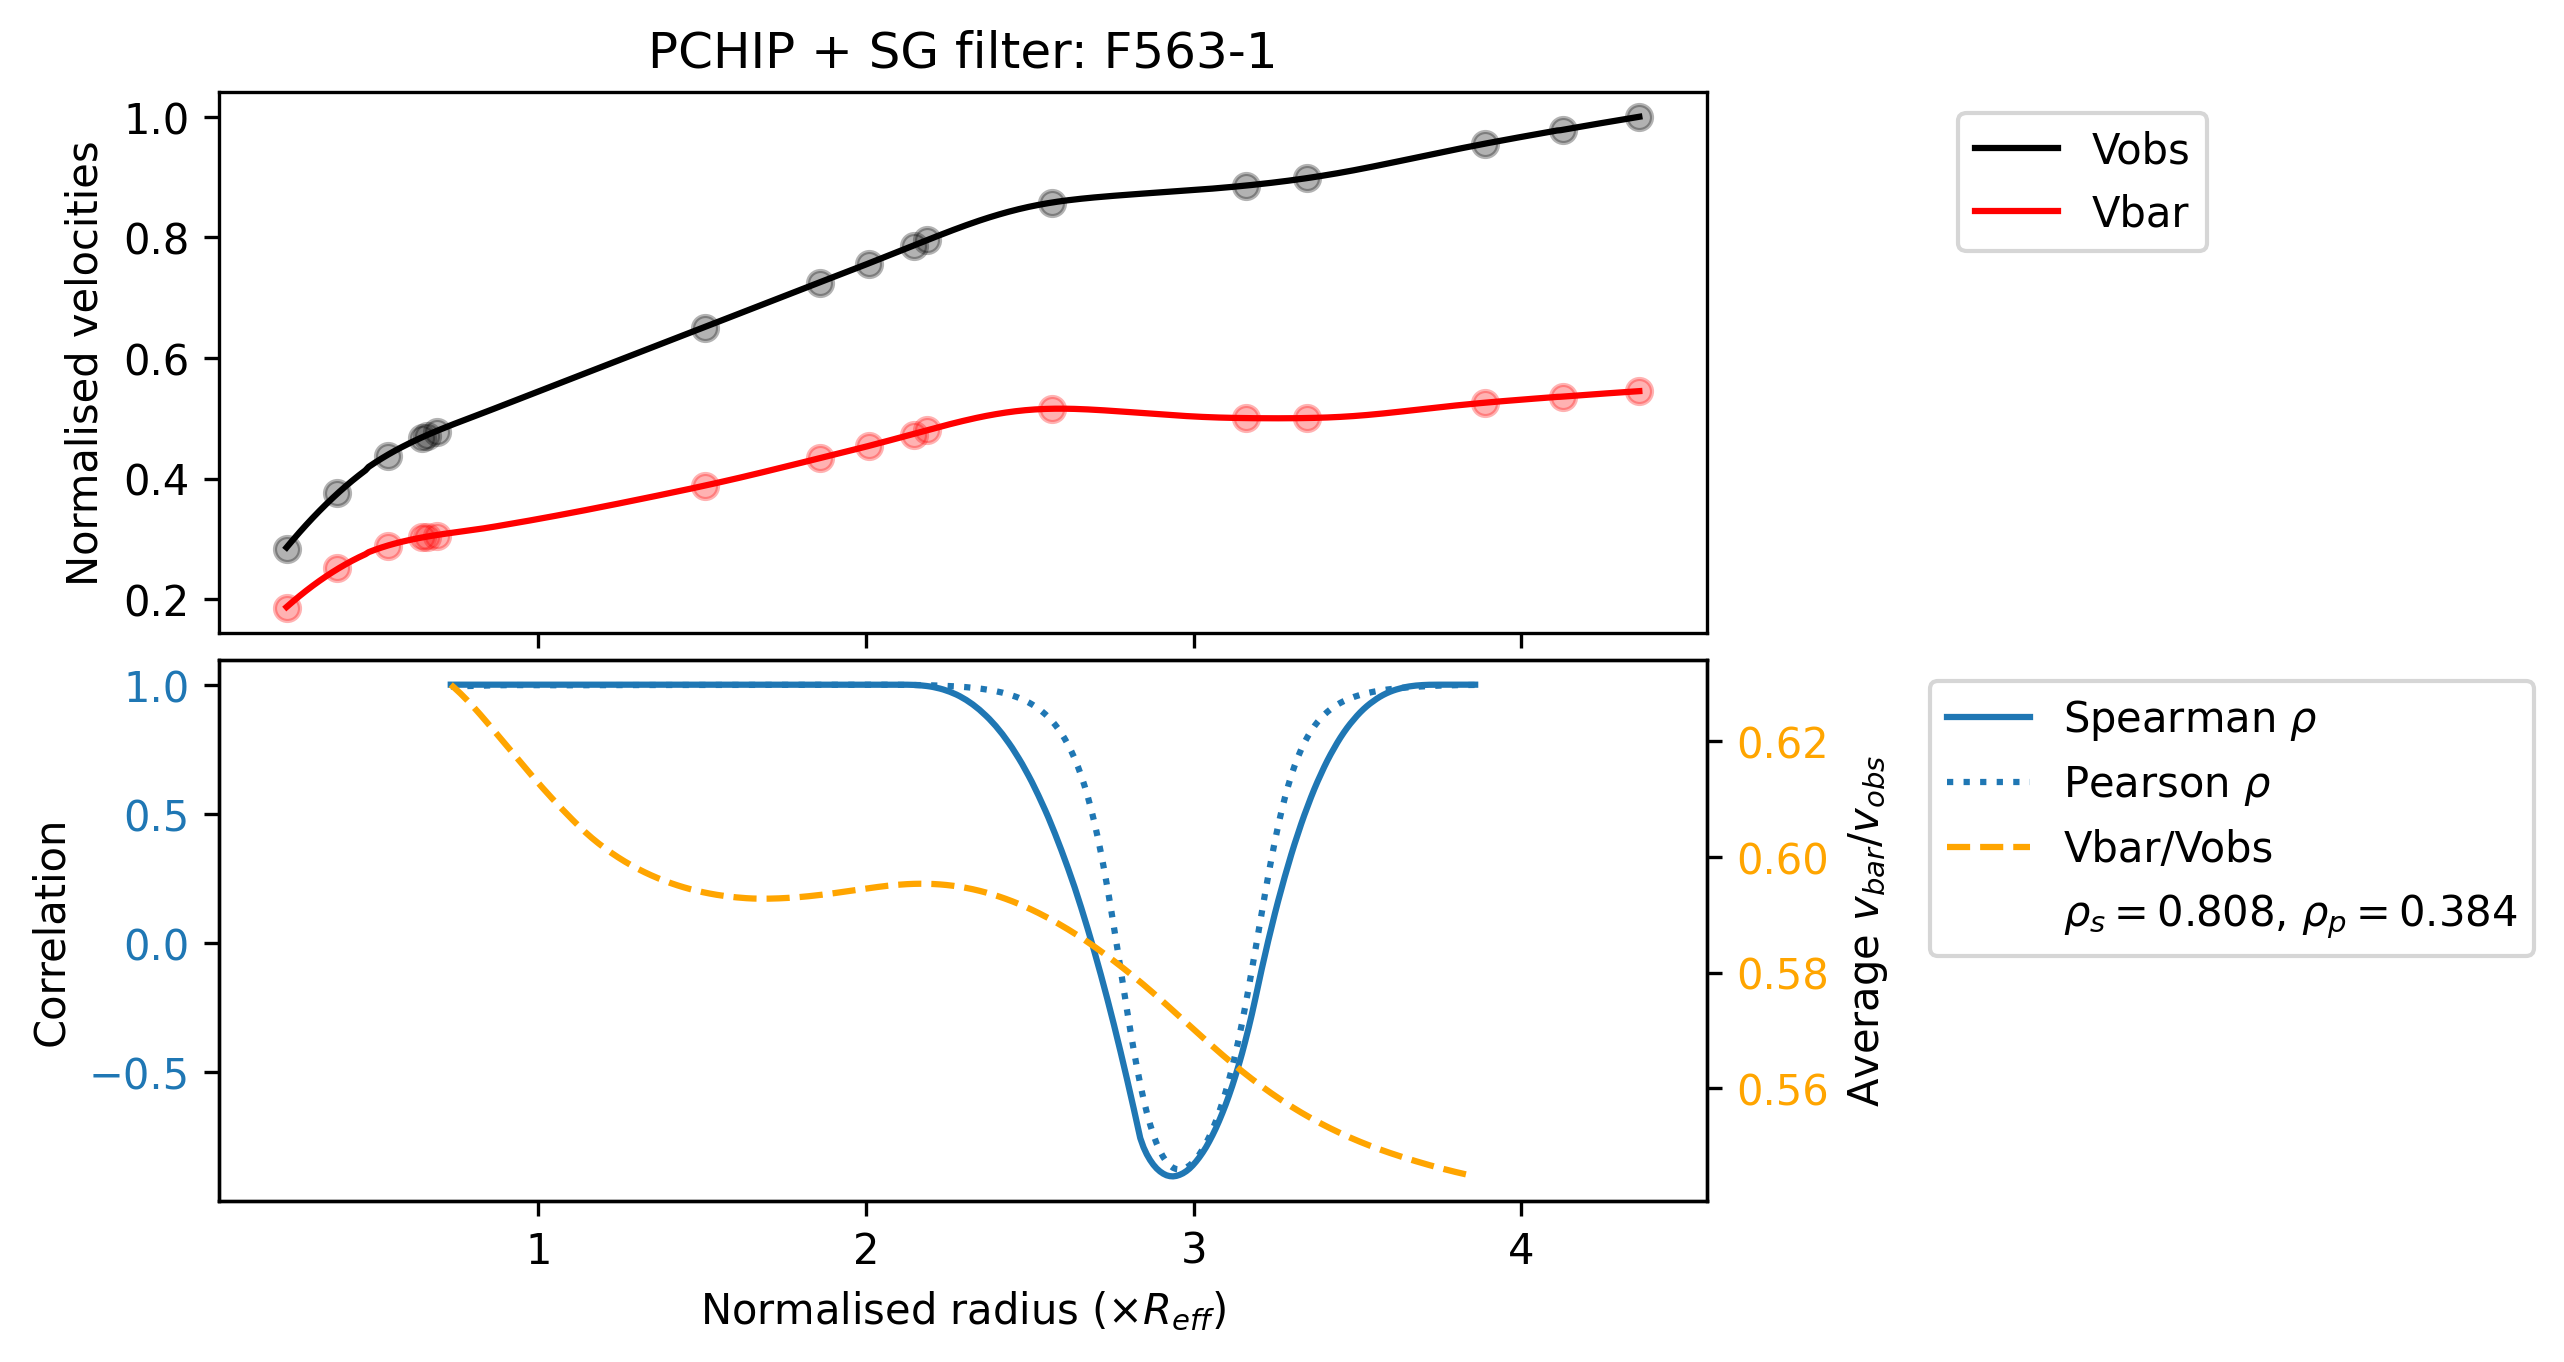 PCHIP + SG filter: F563-1
Normalised velocities
1.0
0.8
0.6
0.4
0.2
Vobs
Vbar
Correlation
1.0
0.5
0.0
−0.5
0.62
0.60
0.58
0.56
Average v_bar/v_obs
Spearman ρ
Pearson ρ
Vbar/Vobs
ρ_s = 0.808, ρ_p = 0.384
1 2 3 4
Normalised radius (×R_eff)